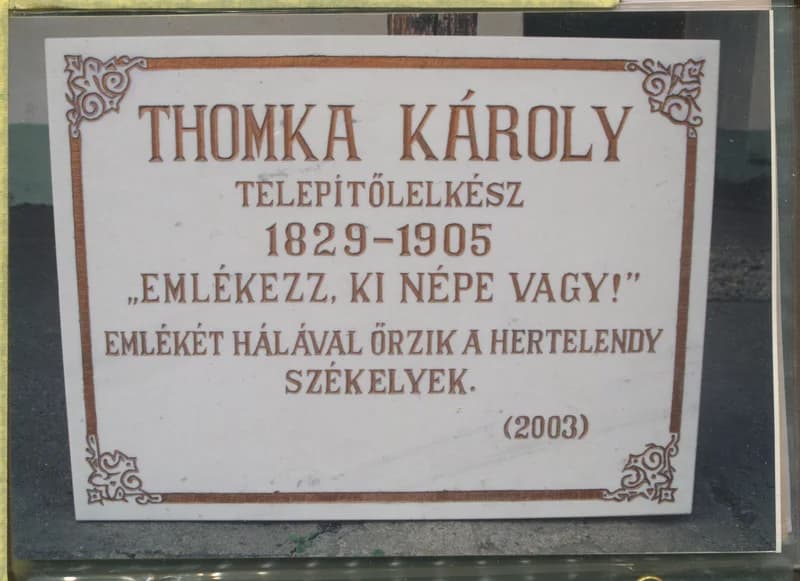 THOMKA KÁROLY
TELEPÍTŐLELKÉSZ
1829-1905
„EMLÉKEZZ, KI NÉPE VAGY!”
EMLÉKÉT HÁLÁVAL ŐRZIK A HERTELENDY
SZÉKELYEK.
(2003)